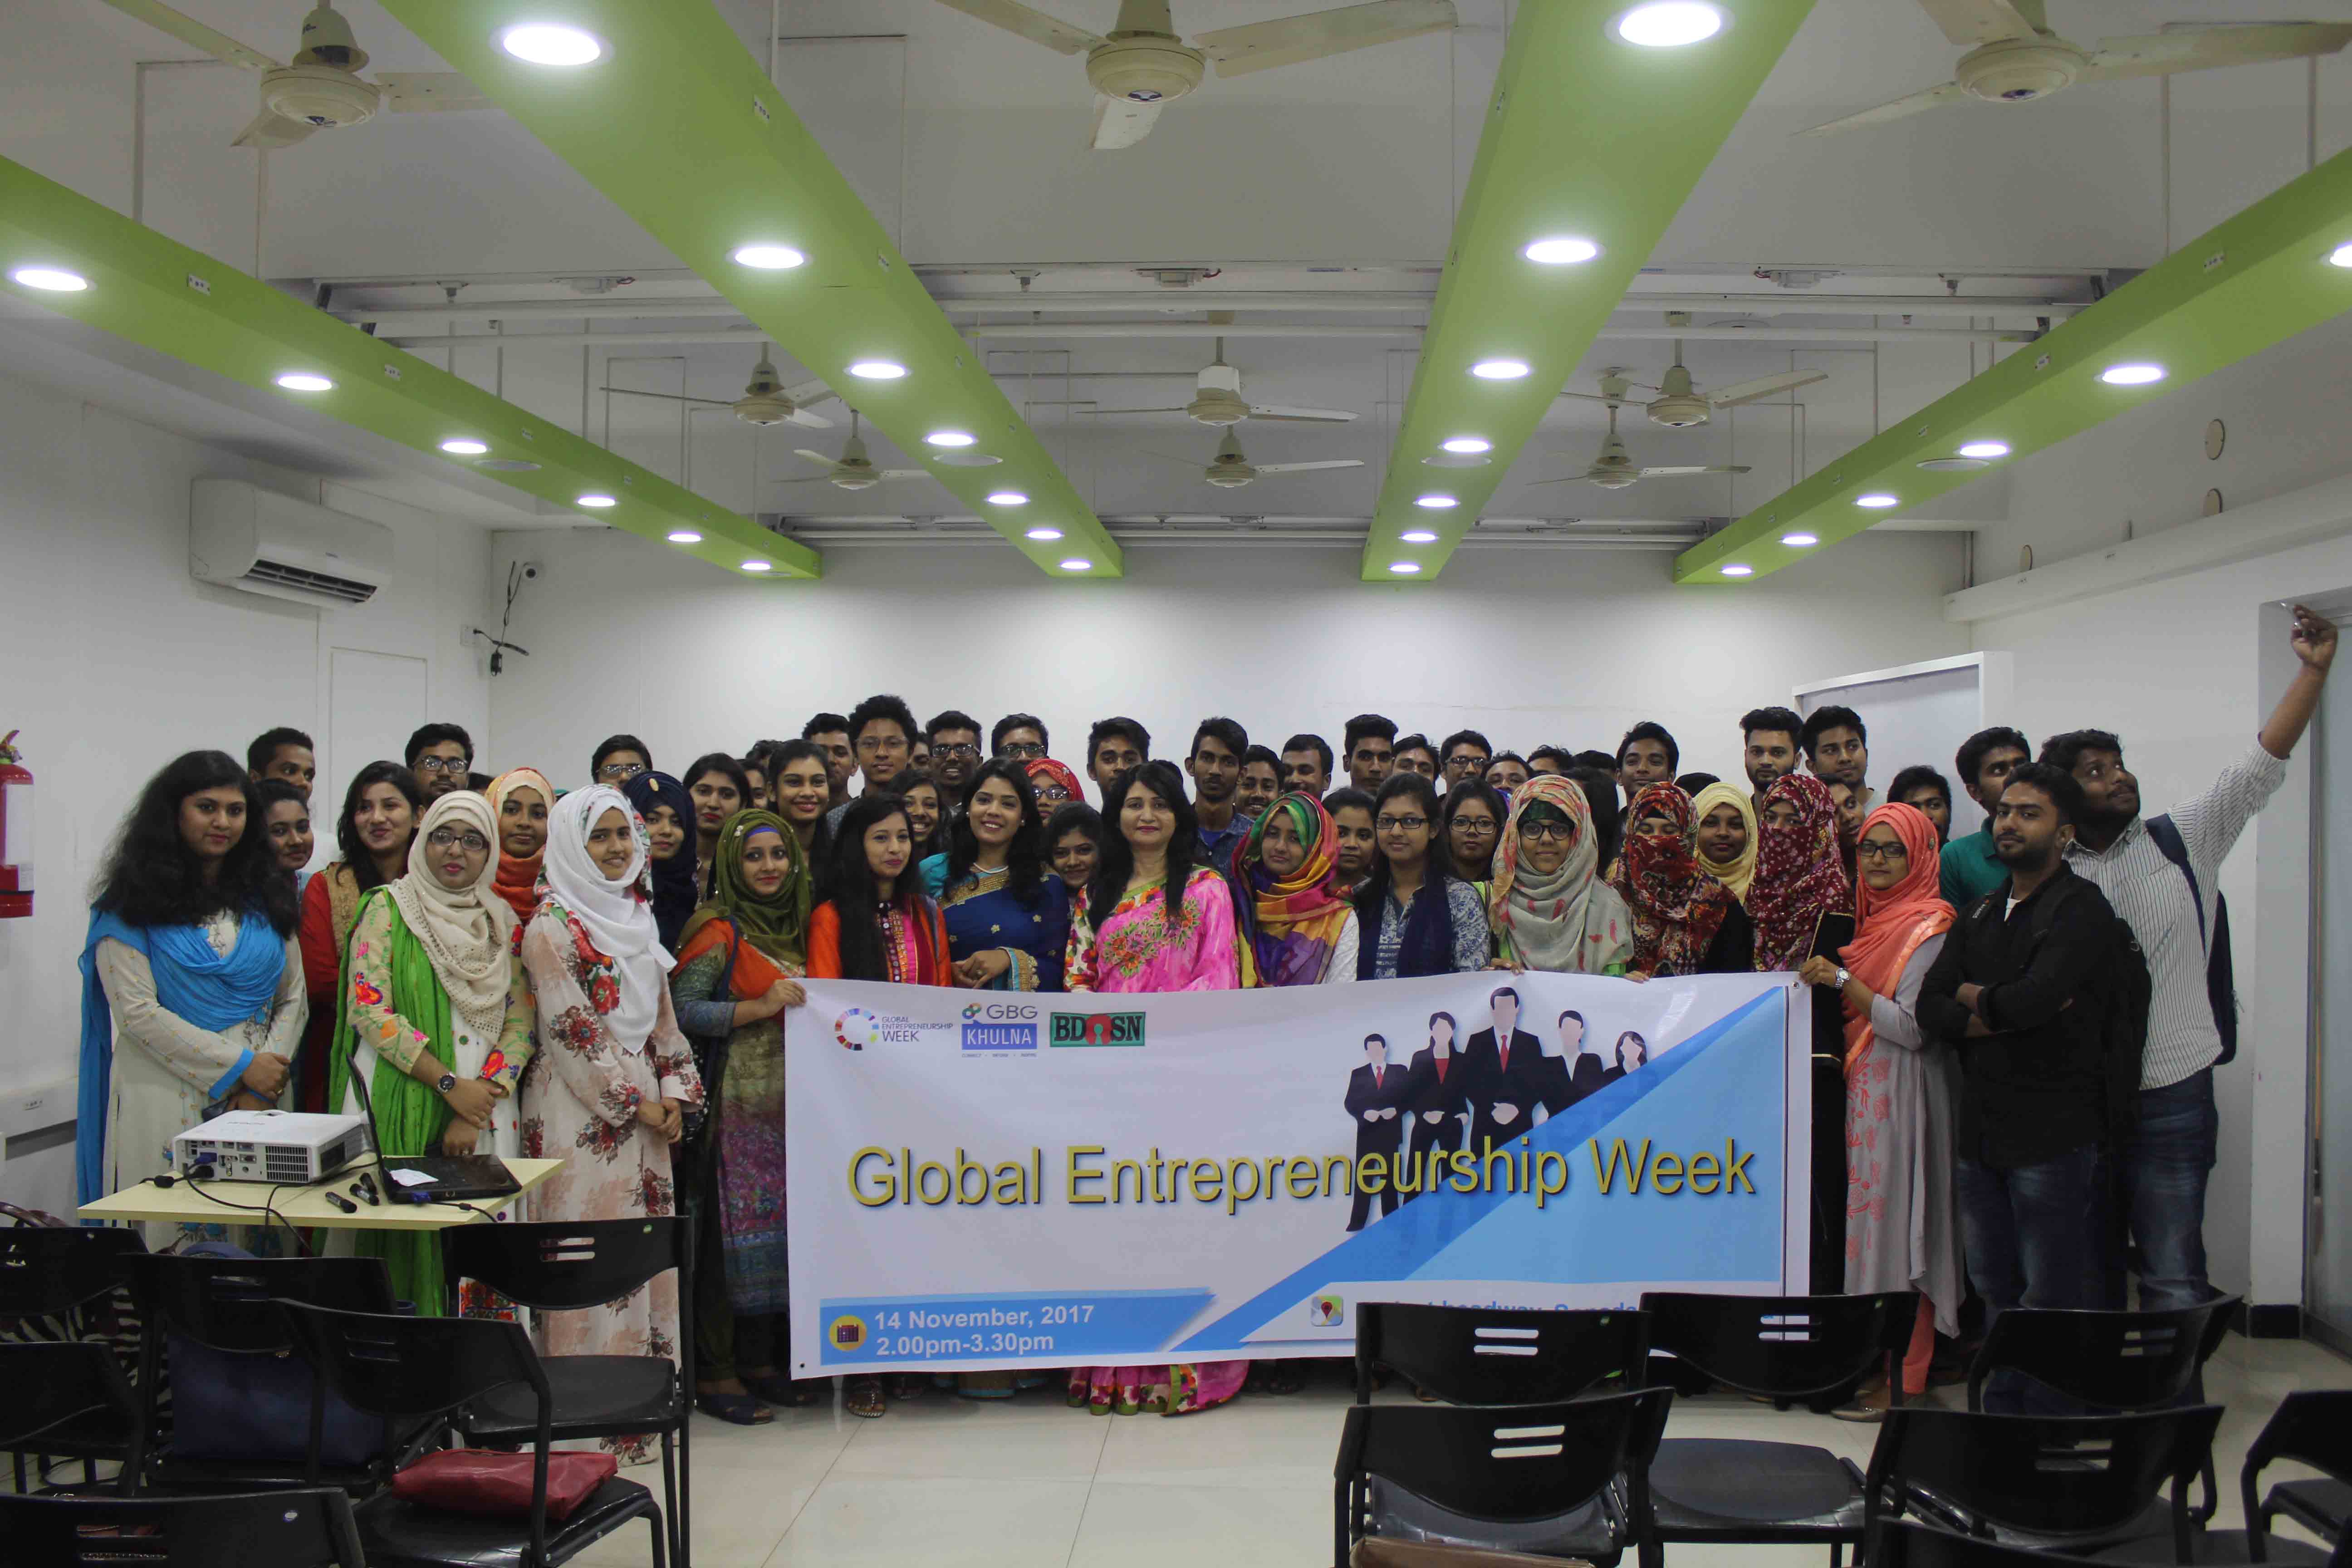 GLOBAL
ENTREPRENEURSHIP
WEEK
GBG
KHULNA
BDOSN
Global Entrepreneurship Week
14 November, 2017
2.00pm-3.30pm